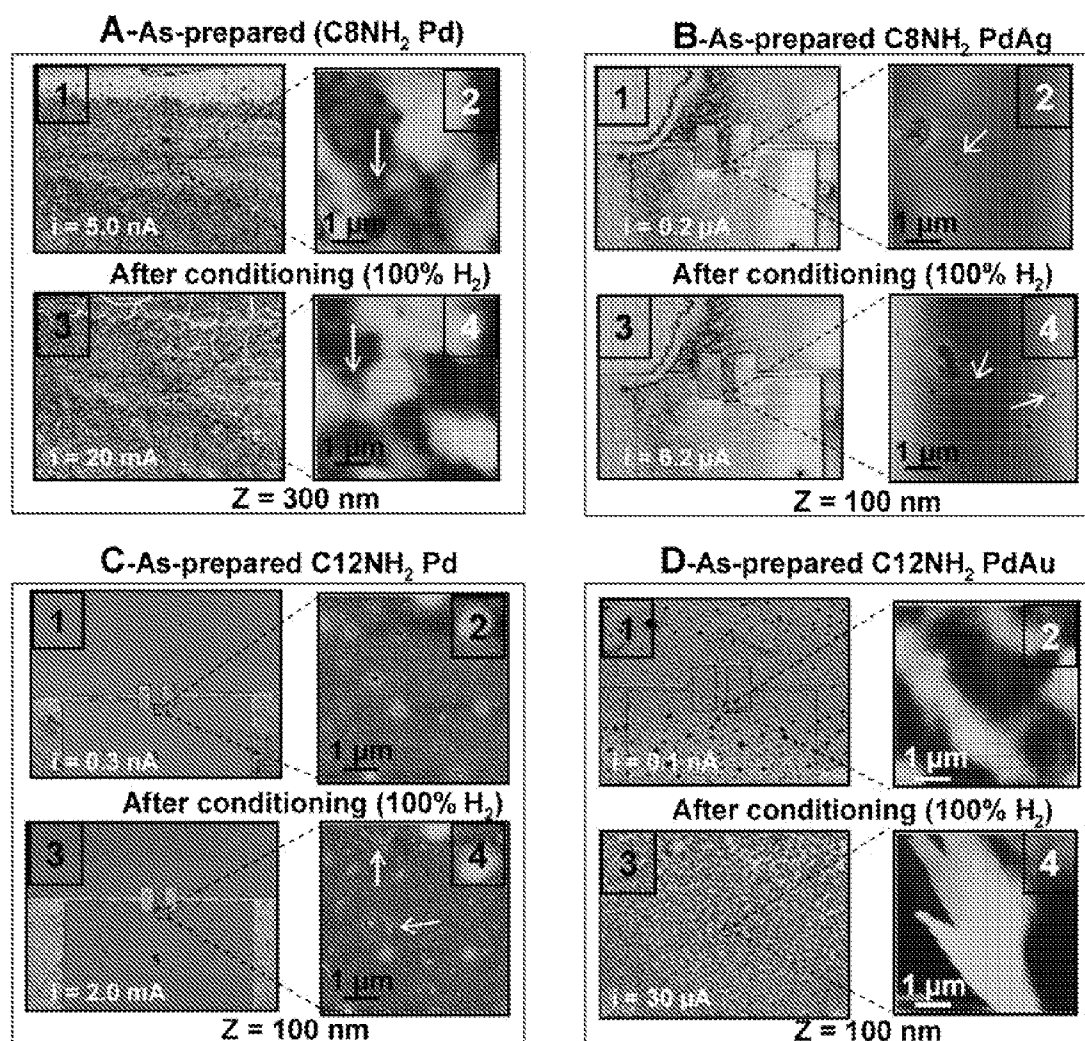 A-As-prepared (C8NH₂ Pd)
1
2
i = 5.0 nA
1 μm
After conditioning (100% H₂)
3
4
i = 20 mA
1 μm
Z = 300 nm
B-As-prepared C8NH₂ PdAg
1
2
i = 0.2 μA
1 μm
After conditioning (100% H₂)
3
4
i = 6.2 μA
1 μm
Z = 100 nm
C-As-prepared C12NH₂ Pd
1
2
i = 0.3 nA
1 μm
After conditioning (100% H₂)
3
4
i = 2.0 mA
1 μm
Z = 100 nm
D-As-prepared C12NH₂ PdAu
1
2
i = 0.1 nA
1 μm
After conditioning (100% H₂)
3
4
i = 30 μA
1 μm
Z = 100 nm